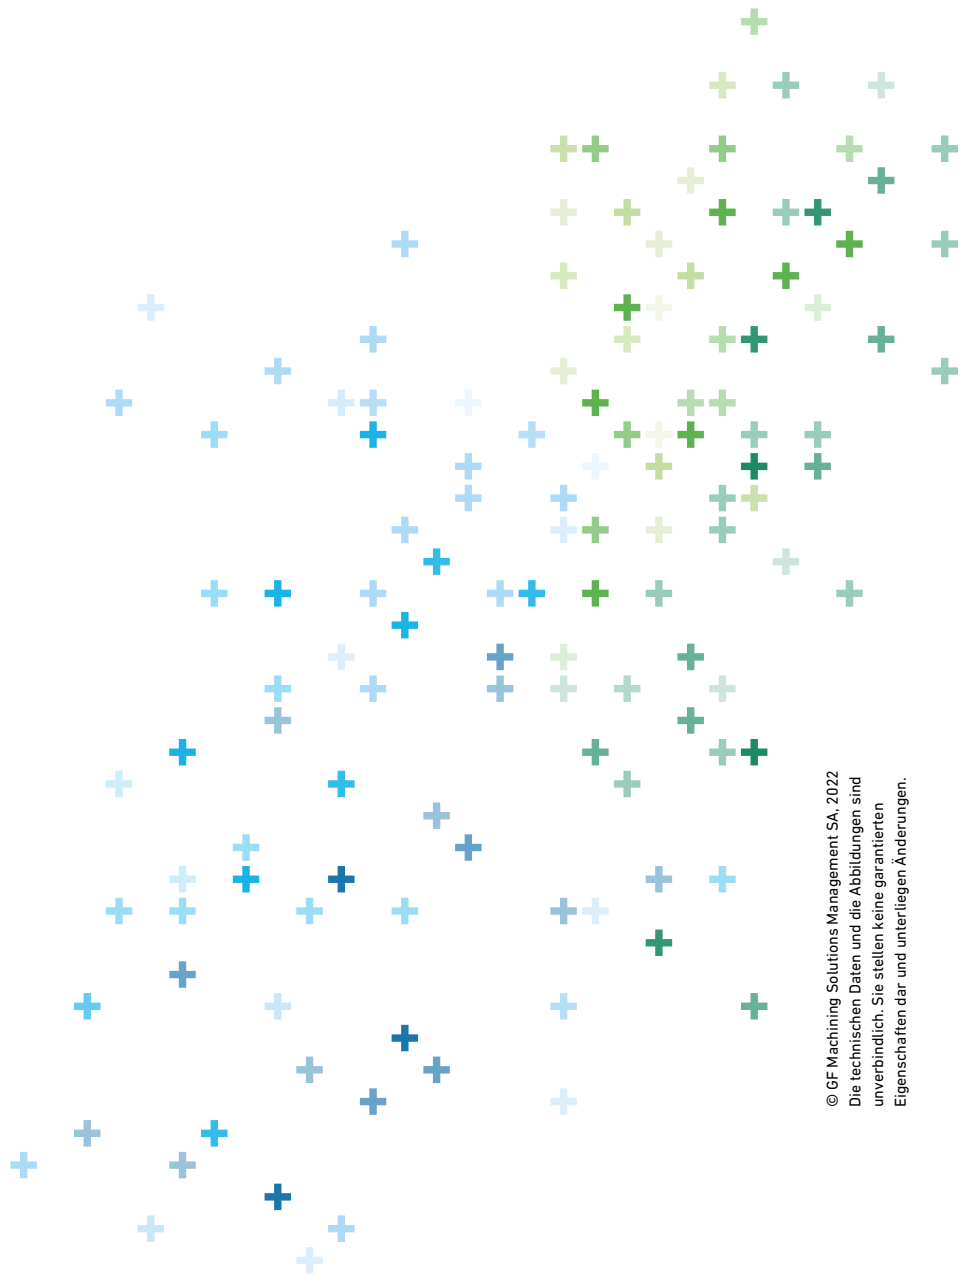 © GF Machining Solutions Management SA, 2022
Die technischen Daten und die Abbildungen sind
unverbindlich. Sie stellen keine garantierten
Eigenschaften dar und unterliegen Änderungen.